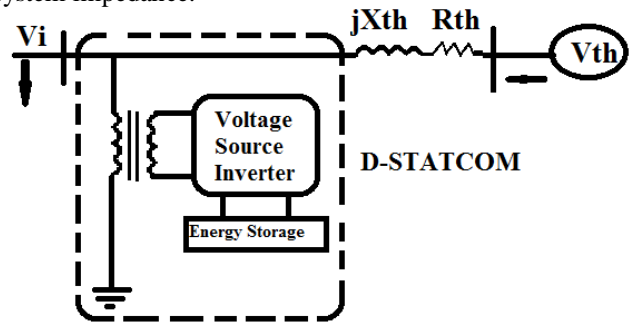 system impedance.
jXth Rth
Vi
Vth
Voltage
Source
Inverter
D-STATCOM
Energy Storage